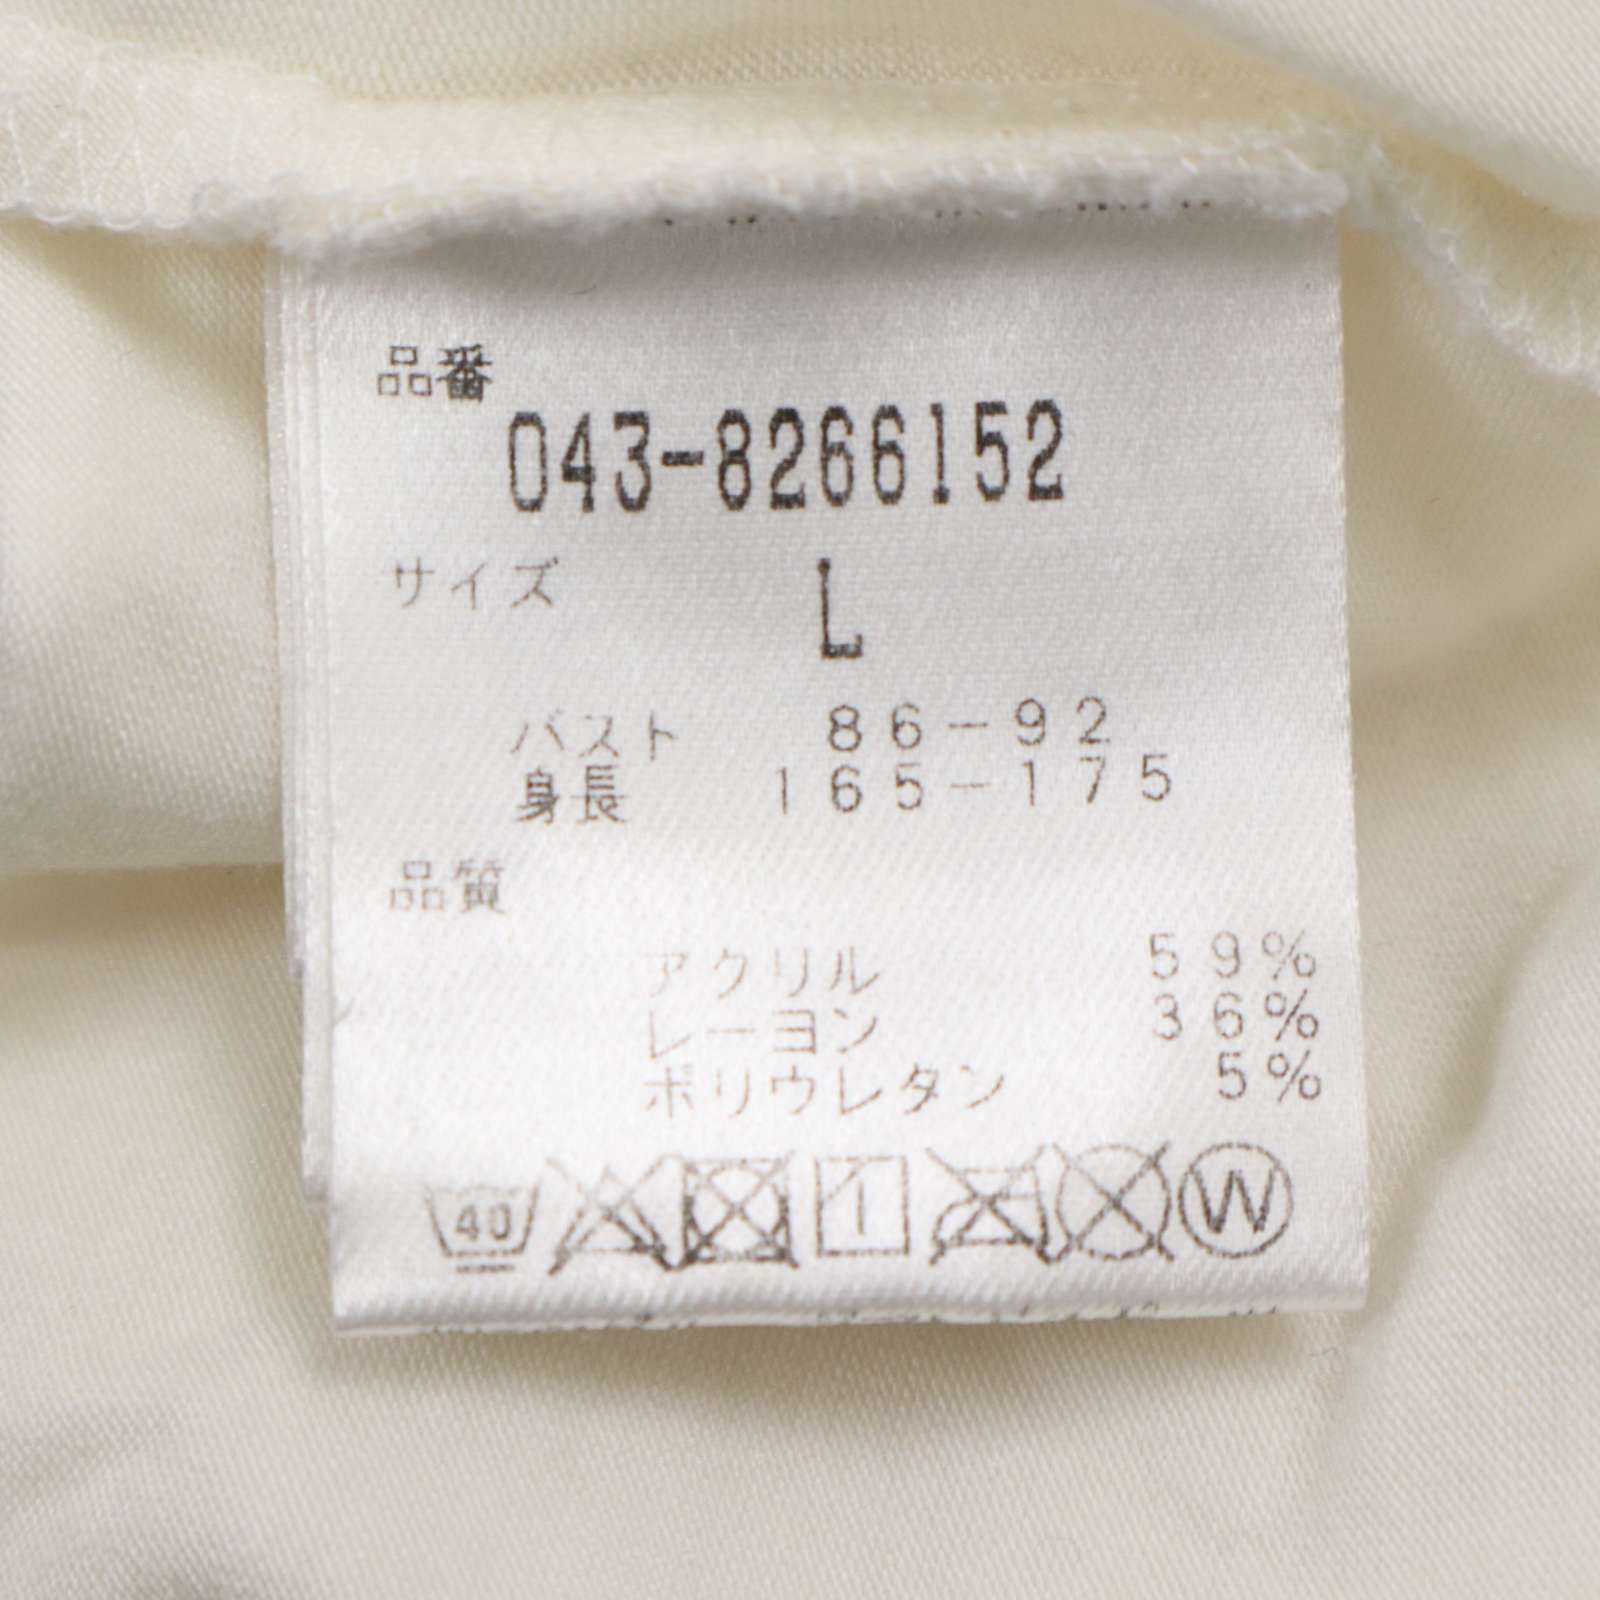 品番
043-8266152
サイズ L
バスト 86-92
身長 165-175
品質
アクリル 59%
レーヨン 36%
ポリウレタン 5%
40 1 W